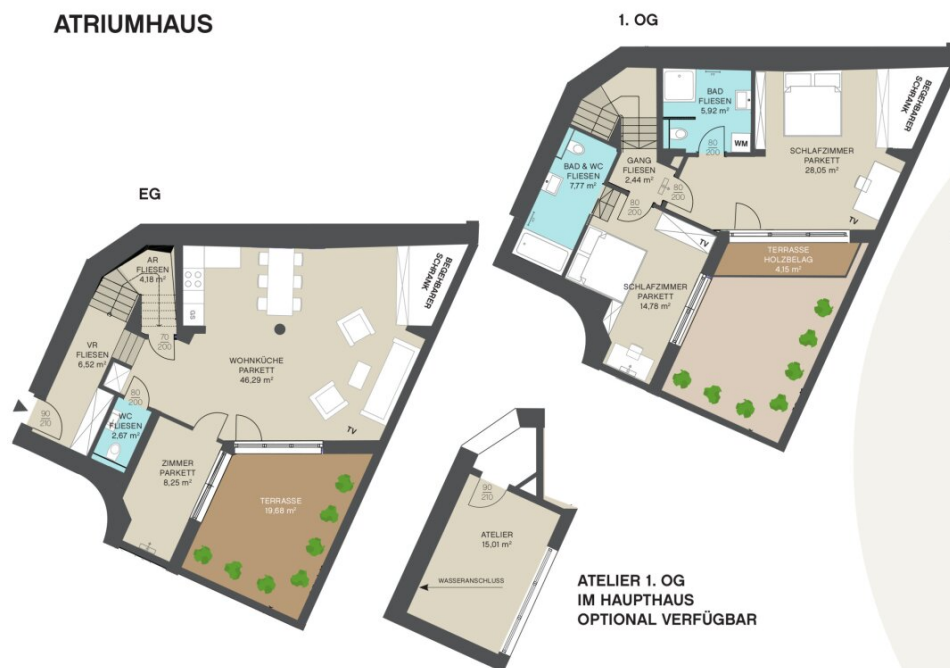 ATRIUMHAUS
1. OG
BAD
FLIESEN
5,92 m²
WM
80
200
BEGEHBARER
SCHRANK
SCHLAFZIMMER
PARKETT
28,05 m²
TV
BAD & WC
FLIESEN
7,77 m²
GANG
FLIESEN
2,44 m²
80
200
80
200
TV
TERRASSE
HOLZBELAG
4,15 m²
SCHLAFZIMMER
PARKETT
14,78 m²
EG
AR
FLIESEN
4,18 m²
GS
BEGEHBARER
SCHRANK
VR
FLIESEN
6,52 m²
70
200
WOHNKÜCHE
PARKETT
46,29 m²
80
200
90
210
WC
FLIESEN
2,67 m²
TV
ZIMMER
PARKETT
8,25 m²
TERRASSE
19,68 m²
90
210
ATELIER
15,01 m²
WASSERANSCHLUSS
ATELIER 1. OG
IM HAUPTHAUS
OPTIONAL VERFÜGBAR